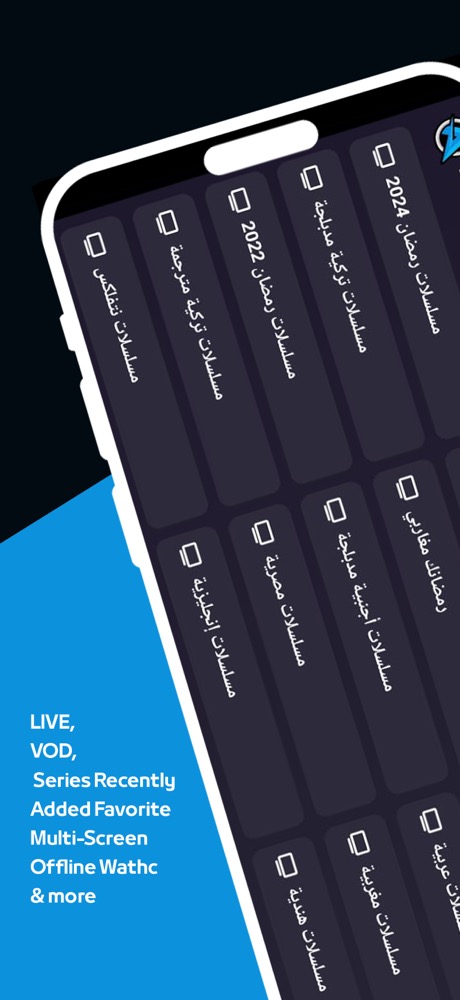 مسلسلات رمضان 2024
مسلسلات تركية مدبلجة
مسلسلات رمضان 2022
مسلسلات تركية مترجمة
مسلسلات نتفلكس
رمضانك مغاربي
مسلسلات أجنبية مدبلجة
مسلسلات مصرية
مسلسلات إنجليزية
عربية
مسلسلات مغربية
مسلسلات هندية
LIVE,
VOD,
Series Recently
Added Favorite
Multi-Screen
Offline Wathc
& more